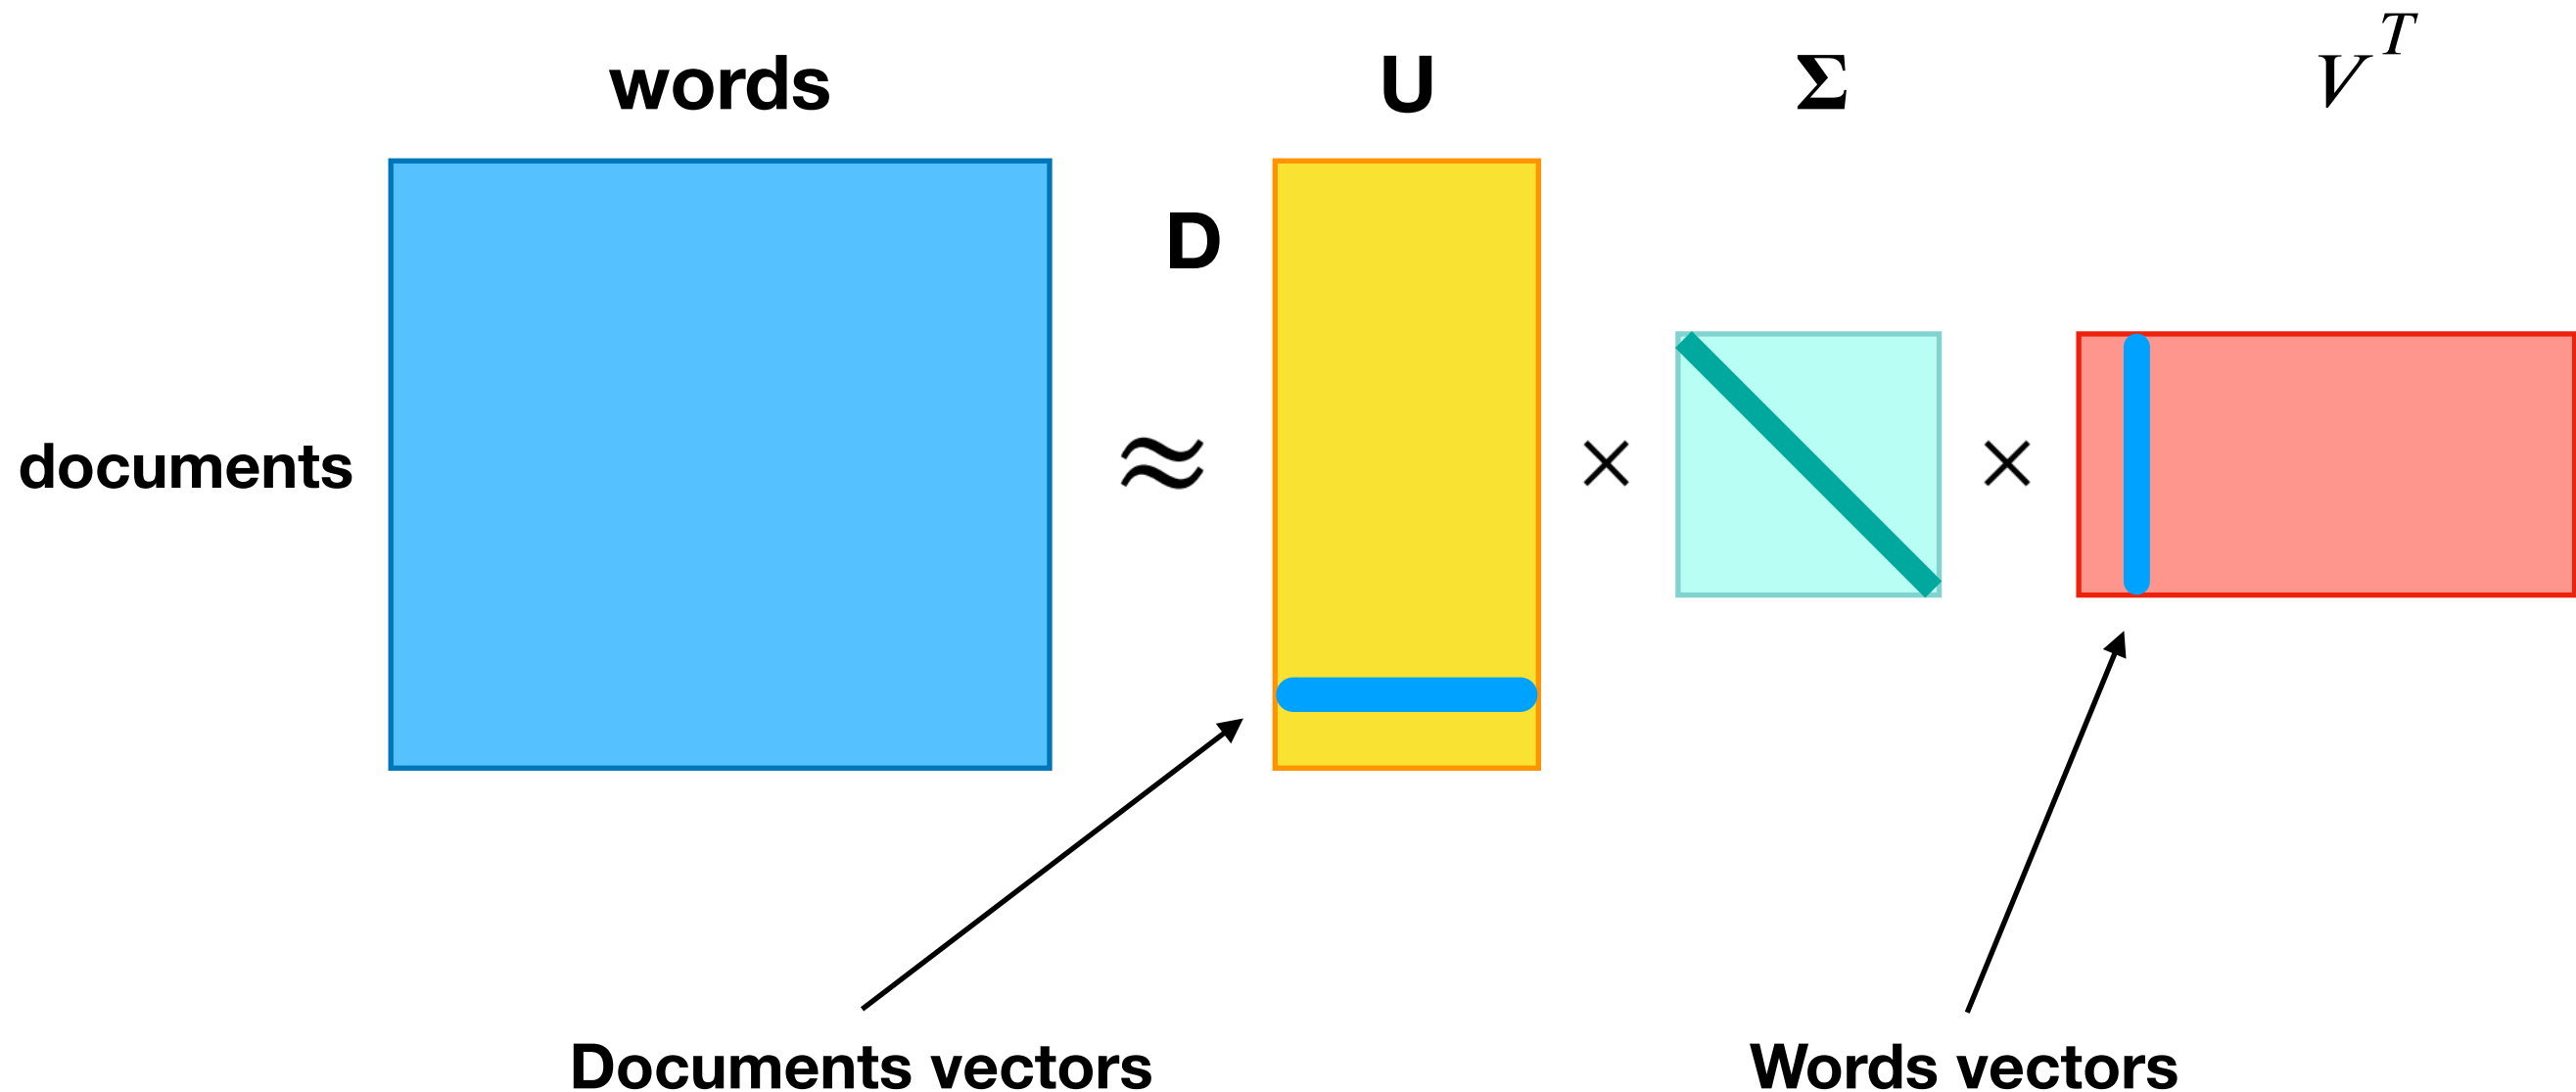 words
U
Σ
V^T
D
documents
≈
×
×
Documents vectors
Words vectors